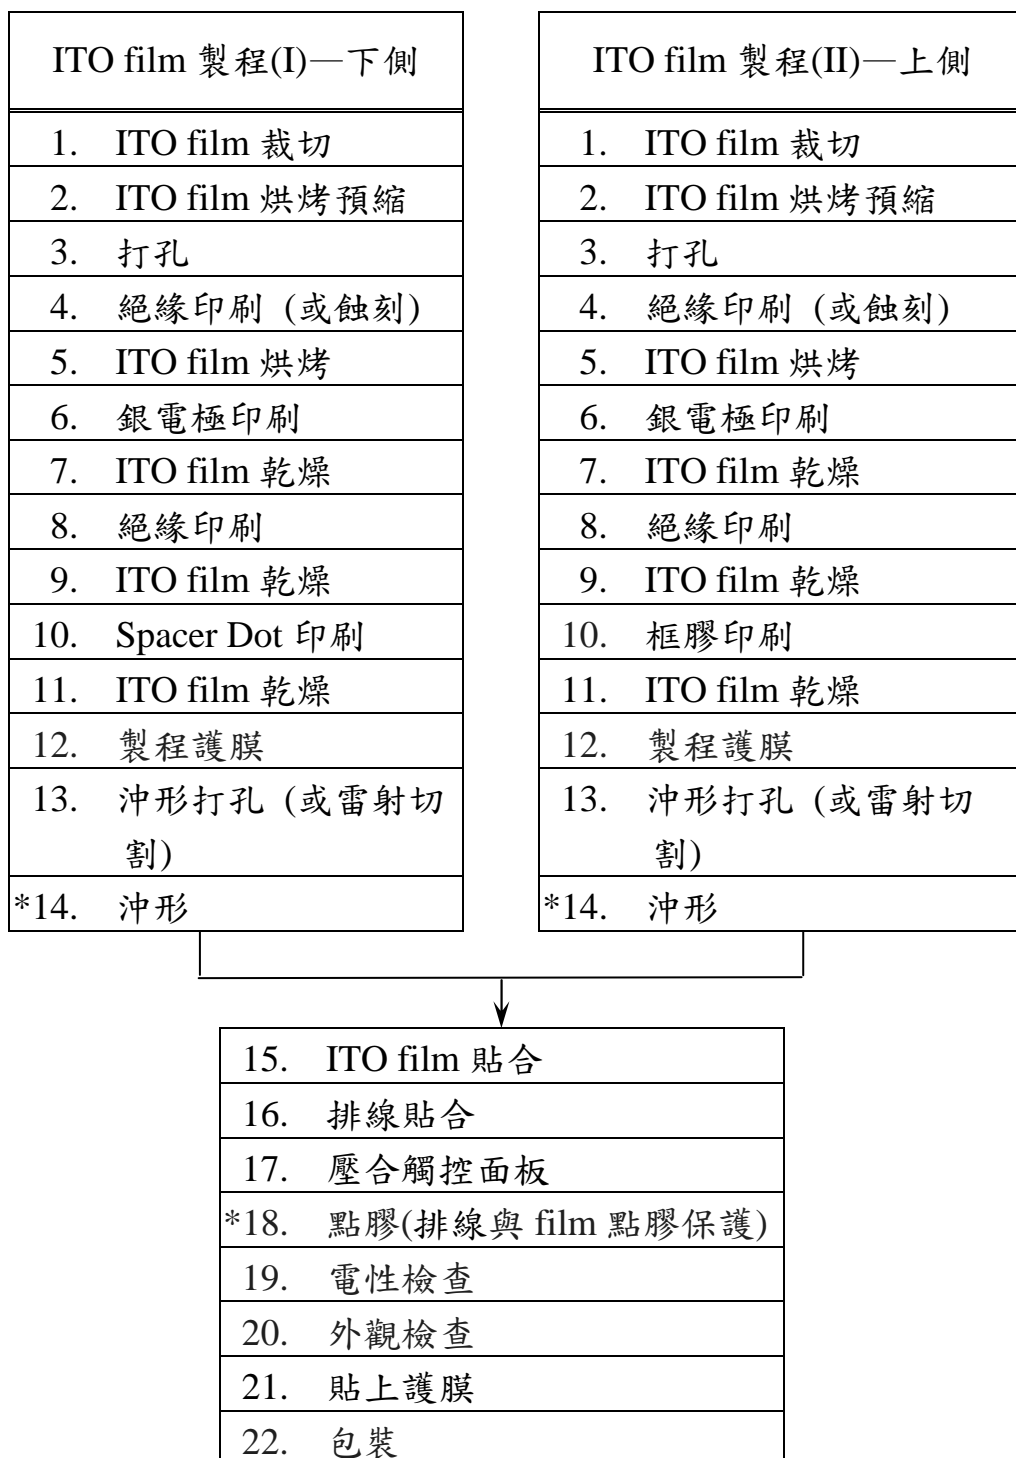 ITO film 製程(I)—下側
1. ITO film 裁切
2. ITO film 烘烤預縮
3. 打孔
4. 絕緣印刷 (或蝕刻)
5. ITO film 烘烤
6. 銀電極印刷
7. ITO film 乾燥
8. 絕緣印刷
9. ITO film 乾燥
10. Spacer Dot 印刷
11. ITO film 乾燥
12. 製程護膜
13. 沖形打孔 (或雷射切
割)
*14. 沖形
ITO film 製程(II)—上側
1. ITO film 裁切
2. ITO film 烘烤預縮
3. 打孔
4. 絕緣印刷 (或蝕刻)
5. ITO film 烘烤
6. 銀電極印刷
7. ITO film 乾燥
8. 絕緣印刷
9. ITO film 乾燥
10. 框膠印刷
11. ITO film 乾燥
12. 製程護膜
13. 沖形打孔 (或雷射切
割)
*14. 沖形
15. ITO film 貼合
16. 排線貼合
17. 壓合觸控面板
*18. 點膠(排線與 film 點膠保護)
19. 電性檢查
20. 外觀檢查
21. 貼上護膜
22. 包裝